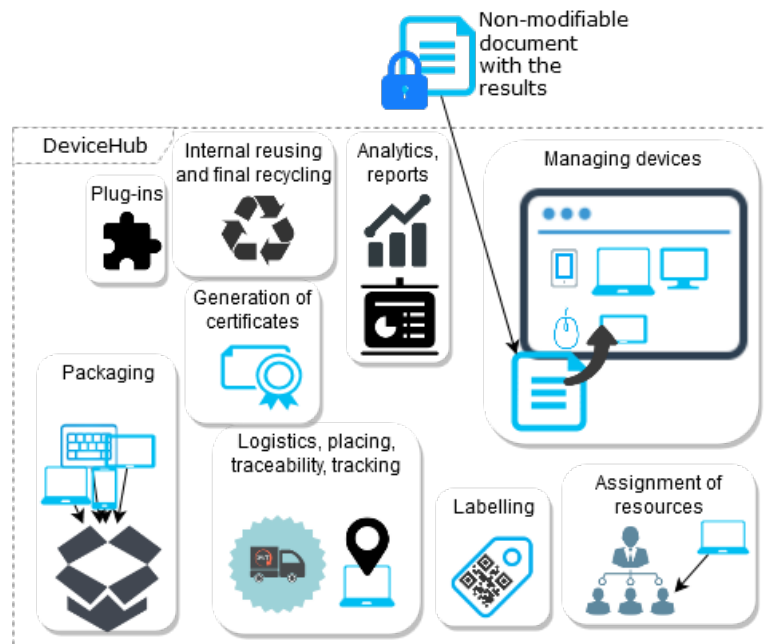 Non-modifiable
document
with the
results
DeviceHub
Internal reusing
and final recycling
Analytics,
reports
Managing devices
Plug-ins
Generation of
certificates
Packaging
Logistics, placing,
traceability, tracking
Labelling
Assignment of
resources